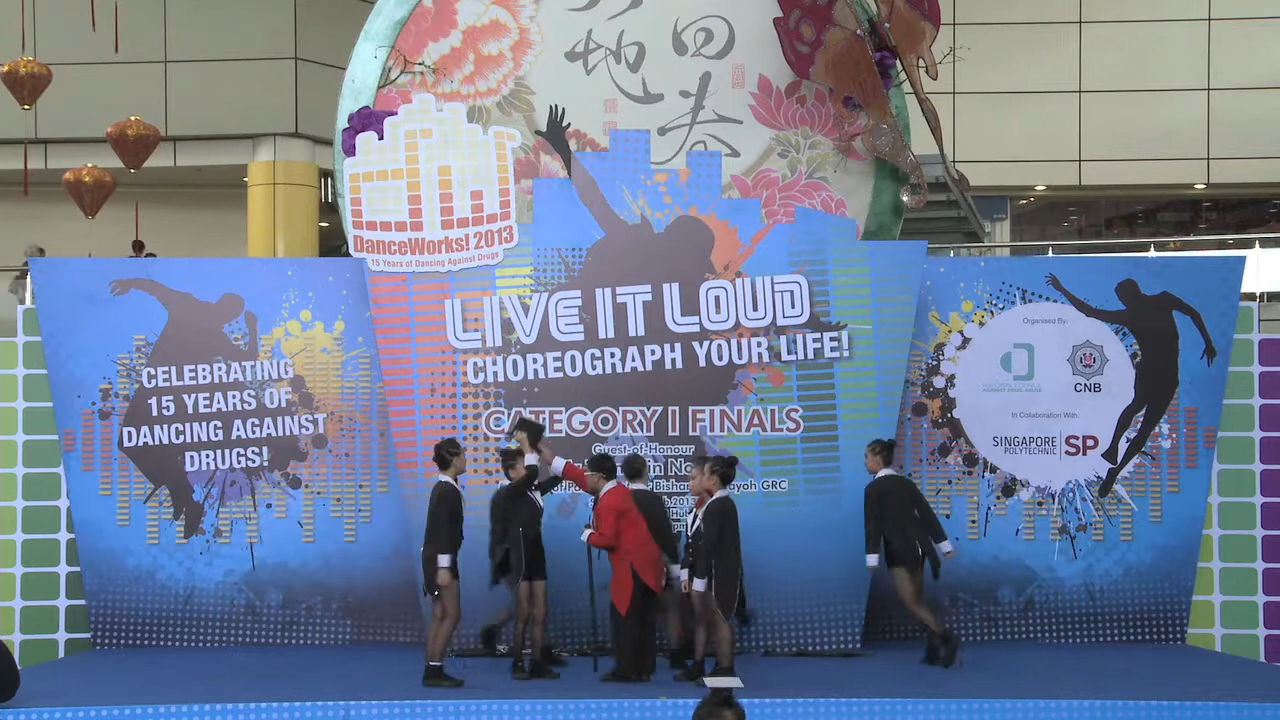 地
回
春
DanceWorks! 2013
15 Years of Dancing Against Drugs
LIVE IT LOUD
CHOREOGRAPH YOUR LIFE!
CATEGORY I FINALS
Guest-of-Honour
CELEBRATING
15 YEARS OF
DANCING AGAINST
DRUGS!
Organised By:
CNB
In Collaboration With:
SINGAPORE
POLYTECHNIC
SP